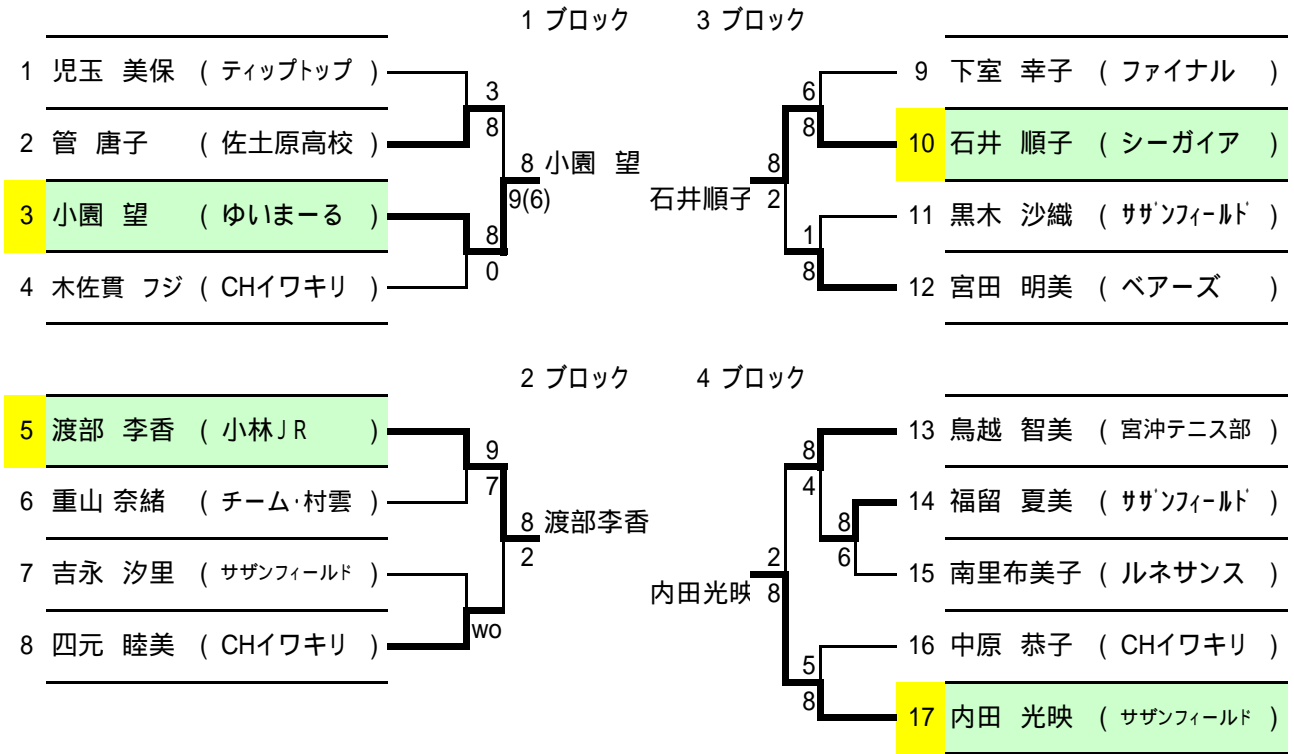 1 ブロック 3 ブロック
1 児玉 美保 ( ティップトップ )
3
8
2 管 唐子 ( 佐土原高校 )
8 小園 望
9(6)
3 小園 望 ( ゆいまーる )
8
0
4 木佐貫 フジ ( CHイワキリ )
9 下室 幸子 ( ファイナル )
6
8
10 石井 順子 ( シーガイア )
8
石井順子 2
11 黒木 沙織 ( ｻｻﾞﾝﾌｨｰﾙﾄﾞ )
1
8
12 宮田 明美 ( ベアーズ )
2 ブロック 4 ブロック
5 渡部 李香 ( 小林JR )
9
7
6 重山 奈緒 ( チーム・村雲 )
8 渡部李香
2
7 吉永 汐里 ( サザンフィールド )
wo
8 四元 睦美 ( CHイワキリ )
13 鳥越 智美 ( 宮沖テニス部 )
8
4
14 福留 夏美 ( ｻｻﾞﾝﾌｨｰﾙﾄﾞ )
8
6
15 南里布美子 ( ルネサンス )
2
内田光映 8
16 中原 恭子 ( CHイワキリ )
5
8
17 内田 光映 ( サザンフィールド )